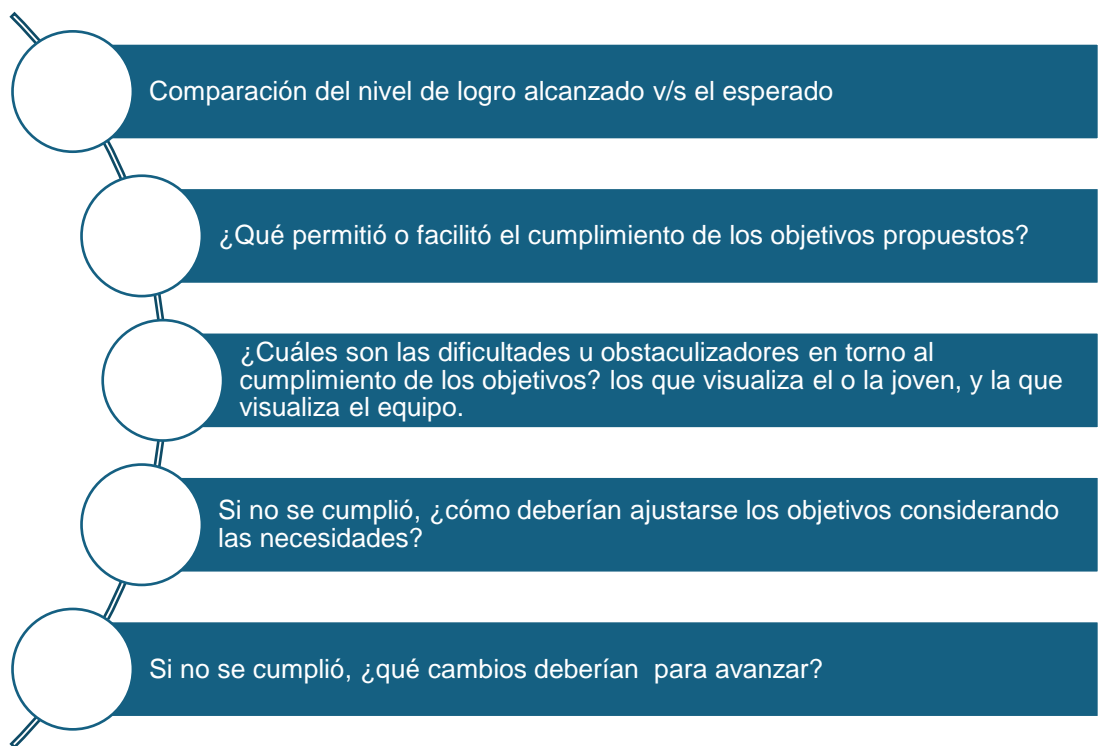 Comparación del nivel de logro alcanzado v/s el esperado
¿Qué permitió o facilitó el cumplimiento de los objetivos propuestos?
¿Cuáles son las dificultades u obstaculizadores en torno al
cumplimiento de los objetivos? los que visualiza el o la joven, y la que
visualiza el equipo.
Si no se cumplió, ¿cómo deberían ajustarse los objetivos considerando
las necesidades?
Si no se cumplió, ¿qué cambios deberían  para avanzar?